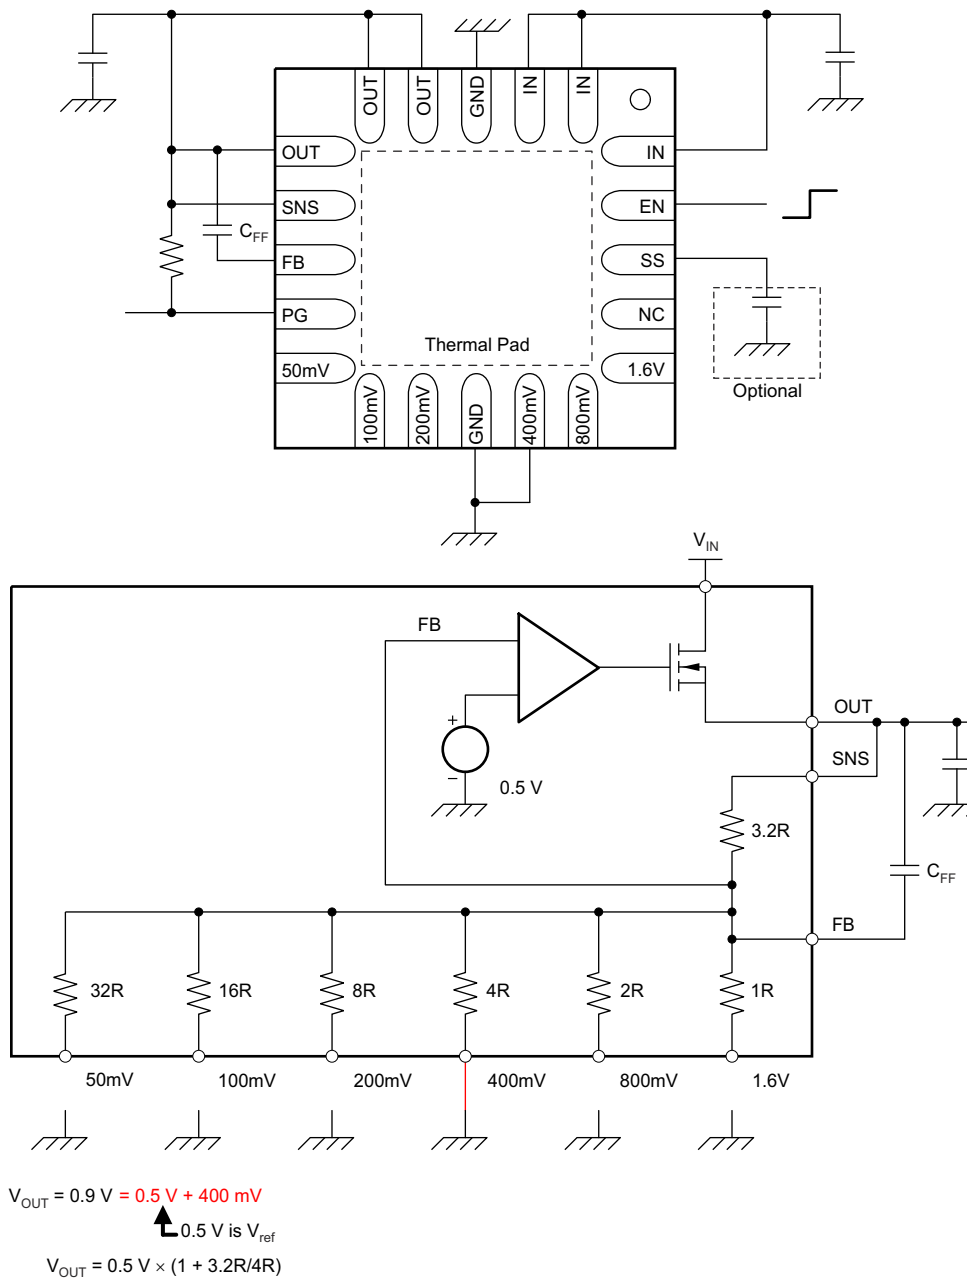 OUT
OUT
GND
IN
IN
OUT
IN
SNS
EN
CFF
FB
SS
PG
NC
Thermal Pad
50mV
1.6V
100mV
200mV
GND
400mV
800mV
Optional
VIN
FB
OUT
+
SNS
−
0.5 V
3.2R
CFF
FB
32R
16R
8R
4R
2R
1R
50mV
100mV
200mV
400mV
800mV
1.6V
VOUT = 0.9 V = 0.5 V + 400 mV
0.5 V is Vref
VOUT = 0.5 V × (1 + 3.2R/4R)